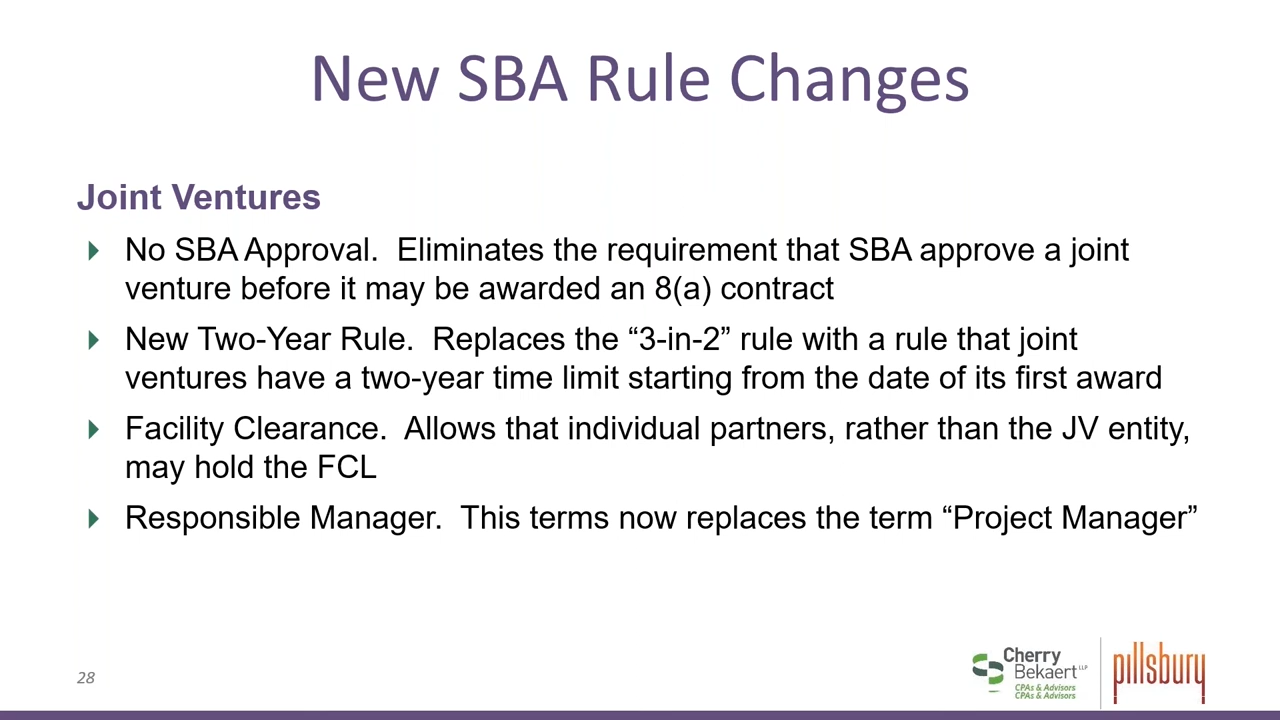 New SBA Rule Changes
Joint Ventures
No SBA Approval.  Eliminates the requirement that SBA approve a joint
venture before it may be awarded an 8(a) contract
New Two-Year Rule.  Replaces the “3-in-2” rule with a rule that joint
ventures have a two-year time limit starting from the date of its first award
Facility Clearance.  Allows that individual partners, rather than the JV entity,
may hold the FCL
Responsible Manager.  This terms now replaces the term “Project Manager”
28
Cherry
Bekaert LLP
CPAs & Advisors
CPAs & Advisors
pillsbury